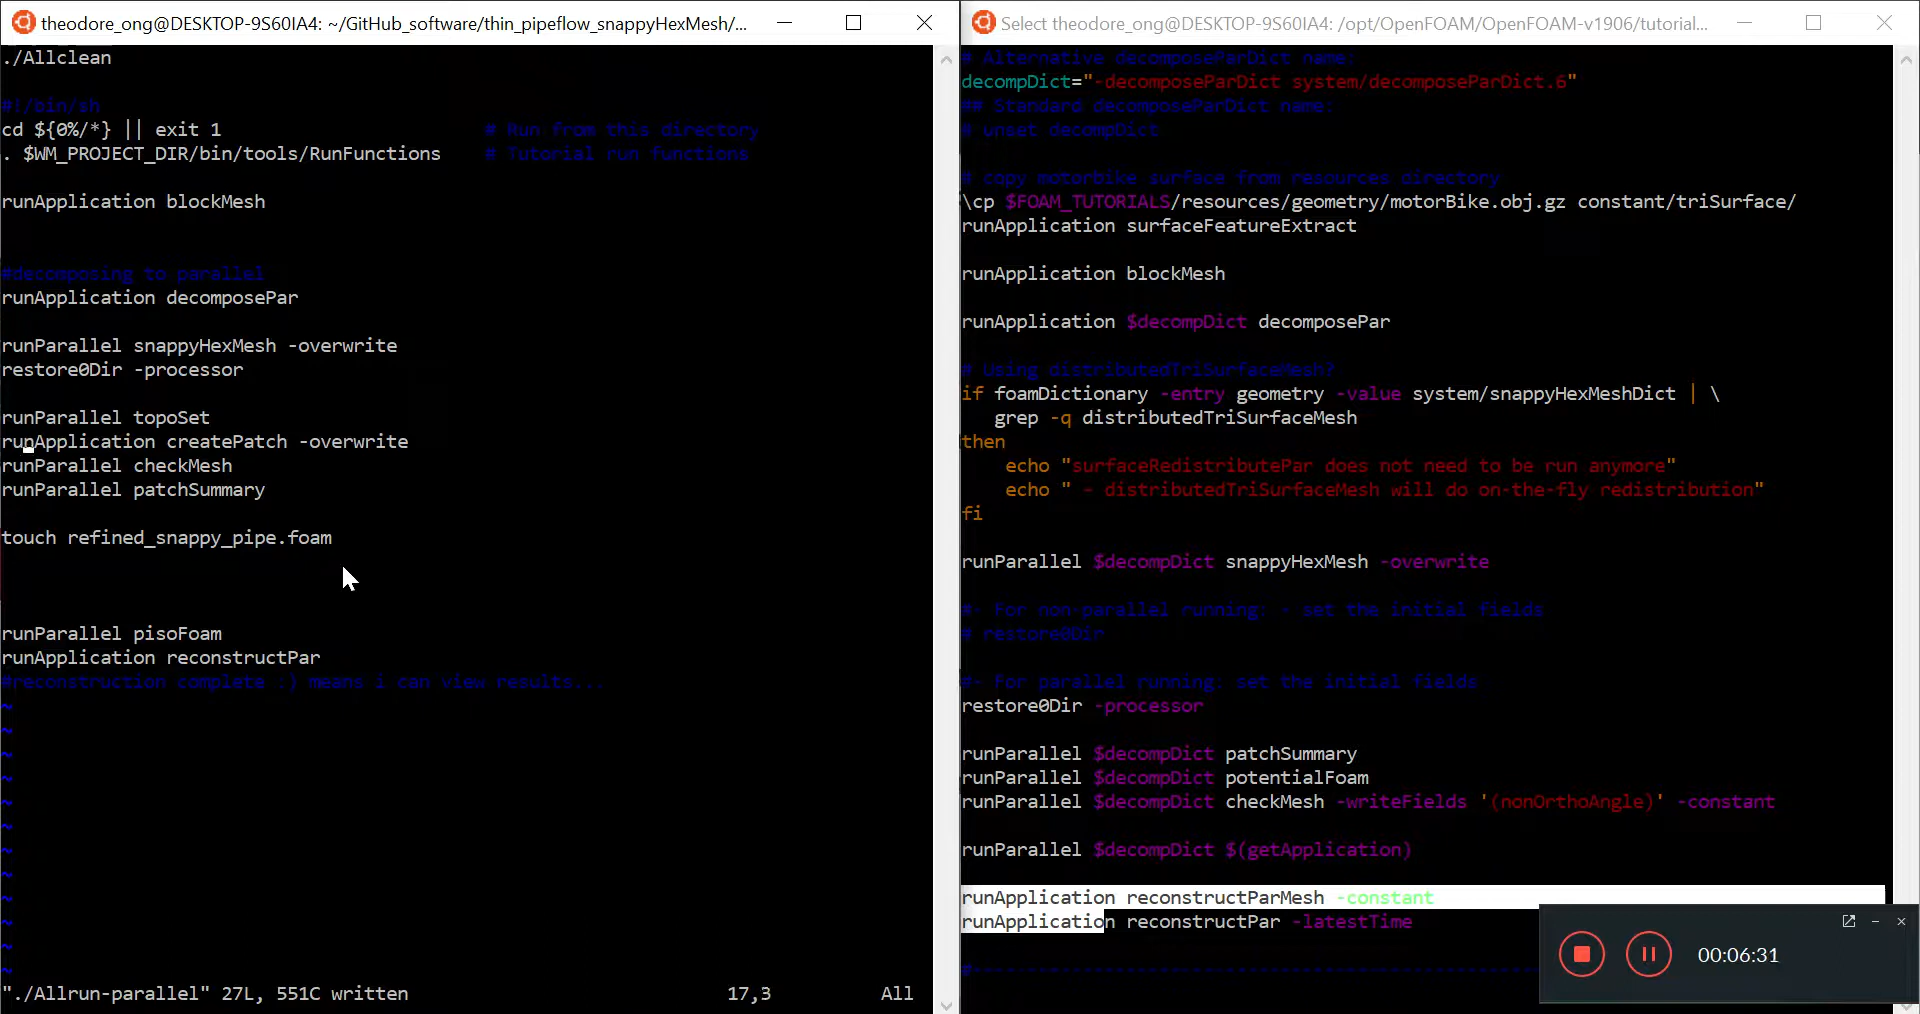 theodore_ong@DESKTOP-9S60IA4: ~/GitHub_software/thin_pipeflow_snappyHexMesh/...
./Allclean
#!/bin/sh
cd ${0%/*} || exit 1 # Run from this directory
. $WM_PROJECT_DIR/bin/tools/RunFunctions # Tutorial run functions
runApplication blockMesh
#decomposing to parallel
runApplication decomposePar
runParallel snappyHexMesh -overwrite
restore0Dir -processor
runParallel topoSet
runApplication createPatch -overwrite
runParallel checkMesh
runParallel patchSummary
touch refined_snappy_pipe.foam
runParallel pisoFoam
runApplication reconstructPar
#reconstruction complete :) means i can view results...
~
~
~
~
~
~
~
~
~
~
~
~
"./Allrun-parallel" 27L, 551C written 17,3 All
Select theodore_ong@DESKTOP-9S60IA4: /opt/OpenFOAM/OpenFOAM-v1906/tutorial...
# Alternative decomposeParDict name:
decompDict="-decomposeParDict system/decomposeParDict.6"
## Standard decomposeParDict name:
# unset decompDict
# copy motorbike surface from resources directory
\cp $FOAM_TUTORIALS/resources/geometry/motorBike.obj.gz constant/triSurface/
runApplication surfaceFeatureExtract
runApplication blockMesh
runApplication $decompDict decomposePar
# Using distributedTriSurfaceMesh?
if foamDictionary -entry geometry -value system/snappyHexMeshDict | \
grep -q distributedTriSurfaceMesh
then
echo "surfaceRedistributePar does not need to be run anymore"
echo " - distributedTriSurfaceMesh will do on-the-fly redistribution"
fi
runParallel $decompDict snappyHexMesh -overwrite
#- For non-parallel running: - set the initial fields
# restore0Dir
#- For parallel running: set the initial fields
restore0Dir -processor
runParallel $decompDict patchSummary
runParallel $decompDict potentialFoam
runParallel $decompDict checkMesh -writeFields '(nonOrthoAngle)' -constant
runParallel $decompDict $(getApplication)
runApplication reconstructParMesh -constant
runApplication reconstructPar -latestTime
#------------------------------------------------------
00:06:31